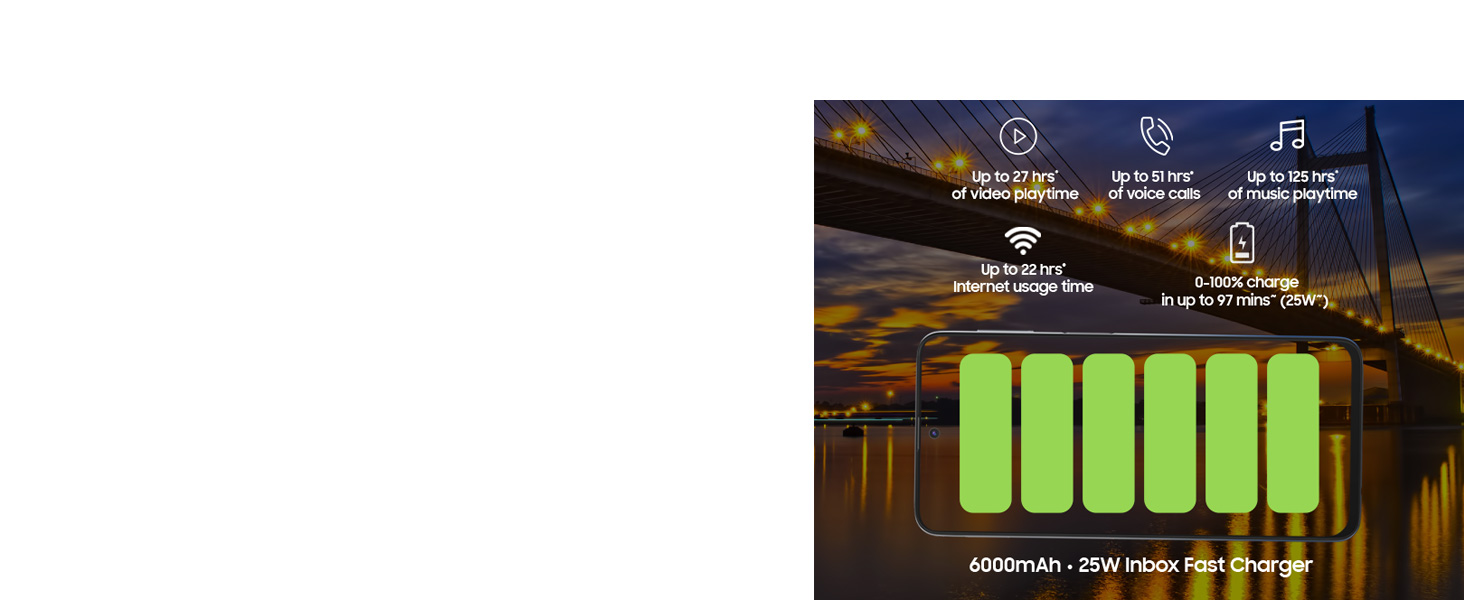 Up to 27 hrs*
of video playtime
Up to 51 hrs*
of voice calls
Up to 125 hrs*
of music playtime
Up to 22 hrs*
Internet usage time
0-100% charge
in up to 97 mins~ (25W~)
6000mAh • 25W Inbox Fast Charger